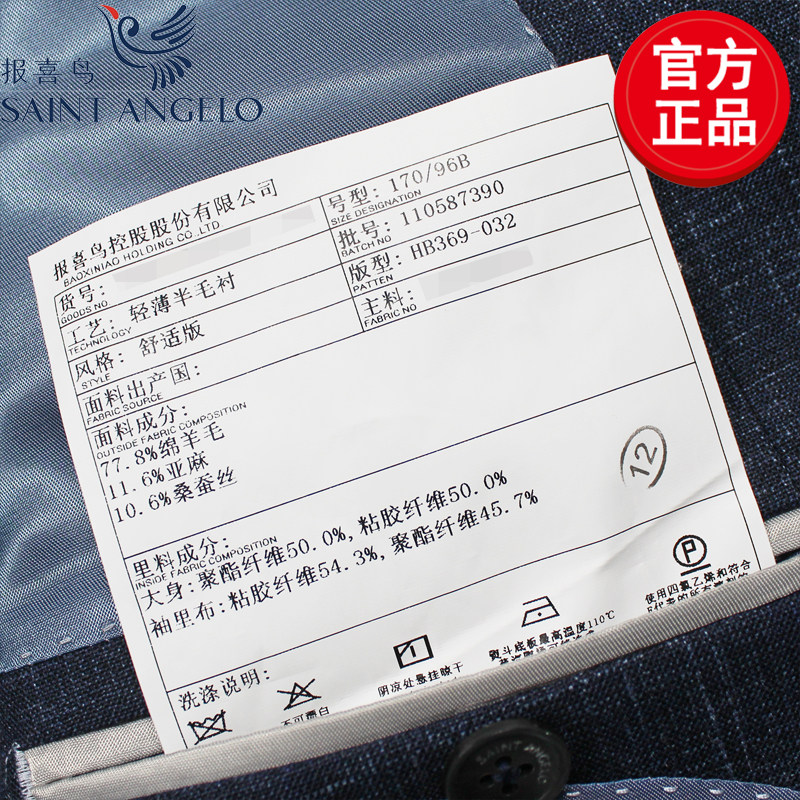 报喜鸟
SAINT ANGELO
官方
正品
报喜鸟控股股份有限公司
BAOXINIAO HOLDING CO.,LTD
号型: 170/96B
SIZE DESIGNATION
货号:
GOODS NO
批号: 110587390
BATCH NO
工艺: 轻薄半毛衬
TECHNOLOGY
版型: HB369-032
PATTEN
风格: 舒适版
STYLE
主料:
FABRIC NO
面料出产国:
FABRIC SOURCE
面料成分:
OUTSIDE FABRIC COMPOSITION
77.8%绵羊毛
11.6%亚麻
10.6%桑蚕丝
12
里料成分:
INSIDE FABRIC COMPOSITION
大身: 聚酯纤维50.0%, 粘胶纤维50.0%
袖里布: 粘胶纤维54.3%, 聚酯纤维45.7%
洗涤说明:
不可漂白
阴凉处悬挂晾干
熨斗底板最高温度110℃
P
使用四氯乙烯和符合
SAINT ANGELO